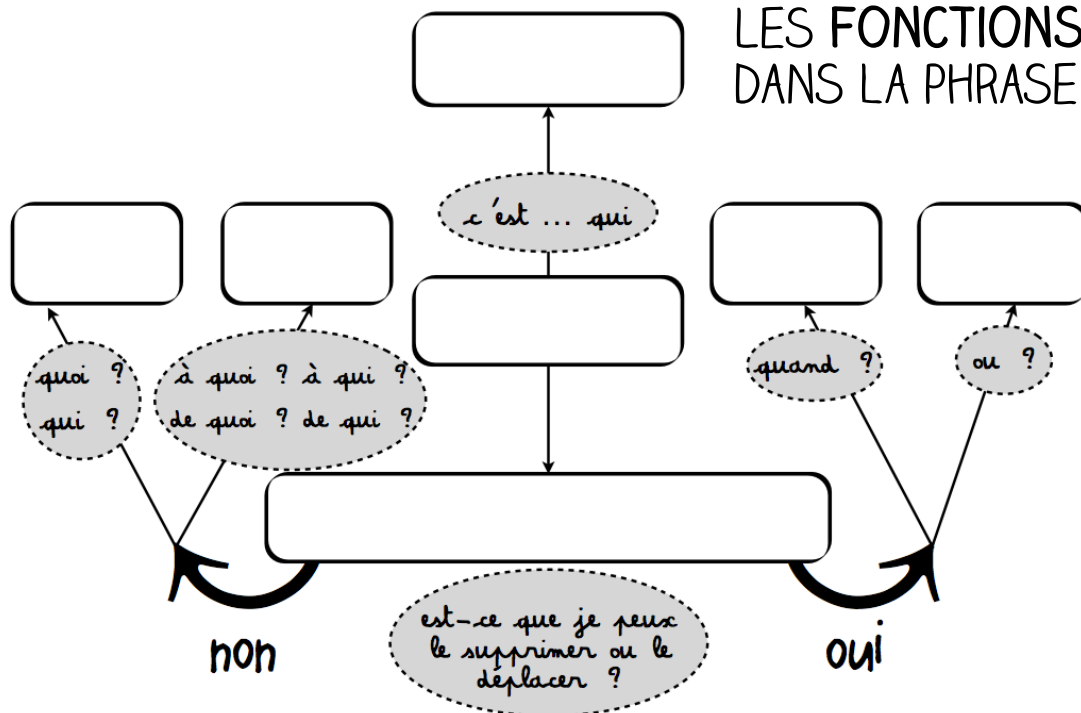 LES FONCTIONS
DANS LA PHRASE
c'est ... qui
quoi ?
qui ?
à quoi ? à qui ?
de quoi ? de qui ?
quand ?
ou ?
est-ce que je peux
le supprimer ou le
déplacer ?
non
oui